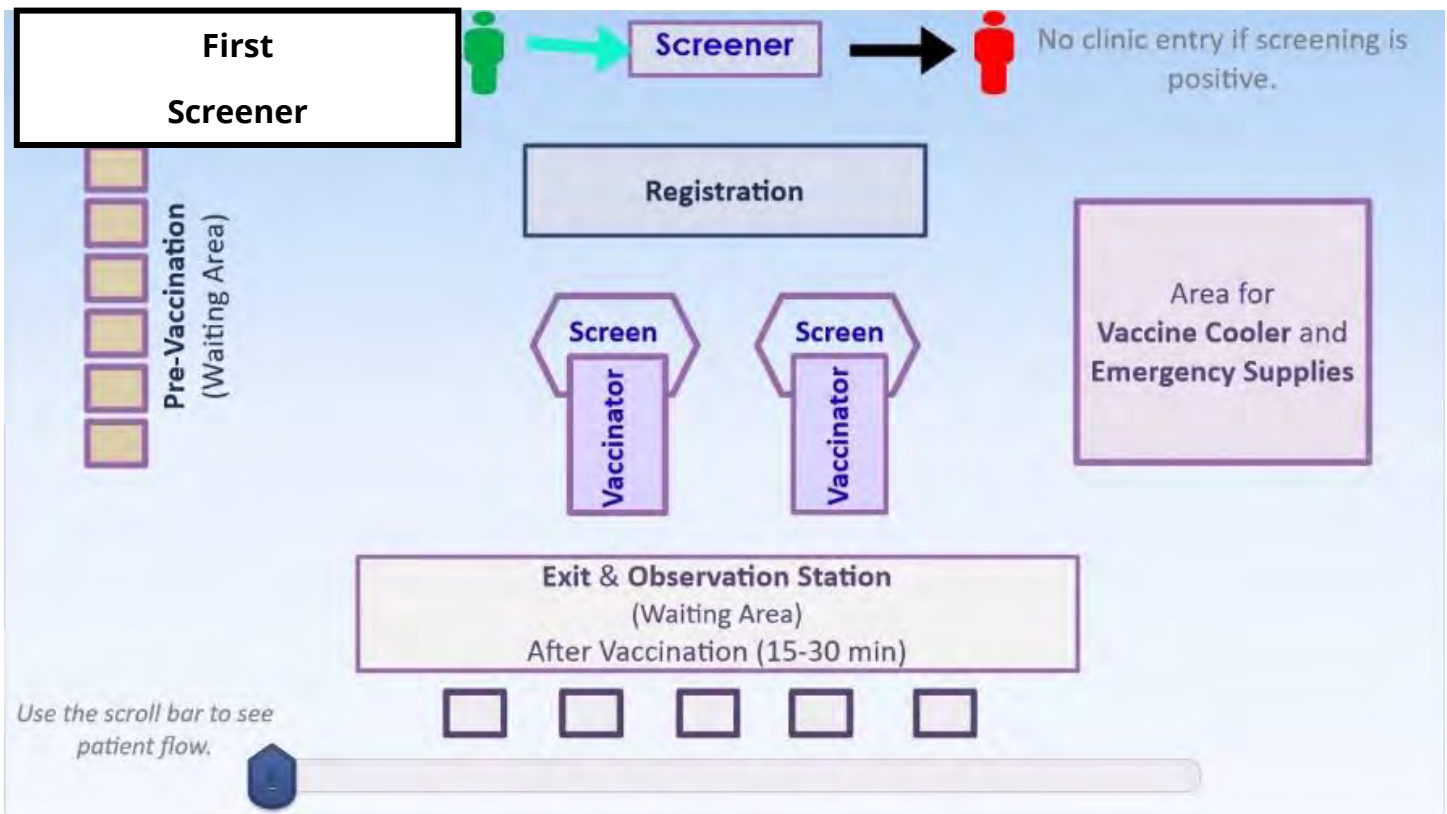 First
Screener
Screener
No clinic entry if screening is
positive.
Registration
Pre-Vaccination
(Waiting Area)
Screen
Vaccinator
Screen
Vaccinator
Area for
Vaccine Cooler and
Emergency Supplies
Exit & Observation Station
(Waiting Area)
After Vaccination (15-30 min)
Use the scroll bar to see
patient flow.